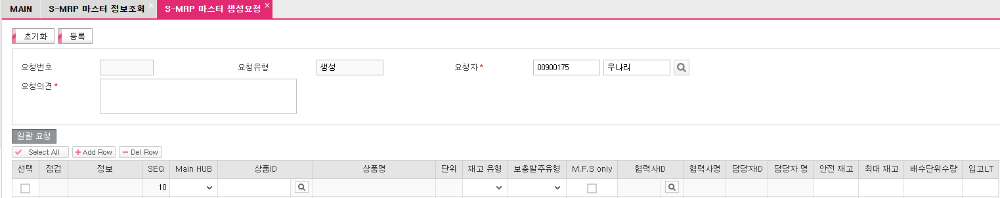 MAIN S-MRP 마스터 정보조회 × S-MRP 마스터 생성요청 ×
초기화 등록
요청번호 요청유형 생성 요청자* 00900175 우나리
요청의견*
일괄 요청
Select All Add Row Del Row
선택 점검 정보 SEQ Main HUB 상품ID 상품명 단위 재고 유형 보충발주유형 M.F.S only 협력사ID 협력사명 담당자ID 담당자 명 안전 재고 최대 재고 배수단위수량 입고LT
10